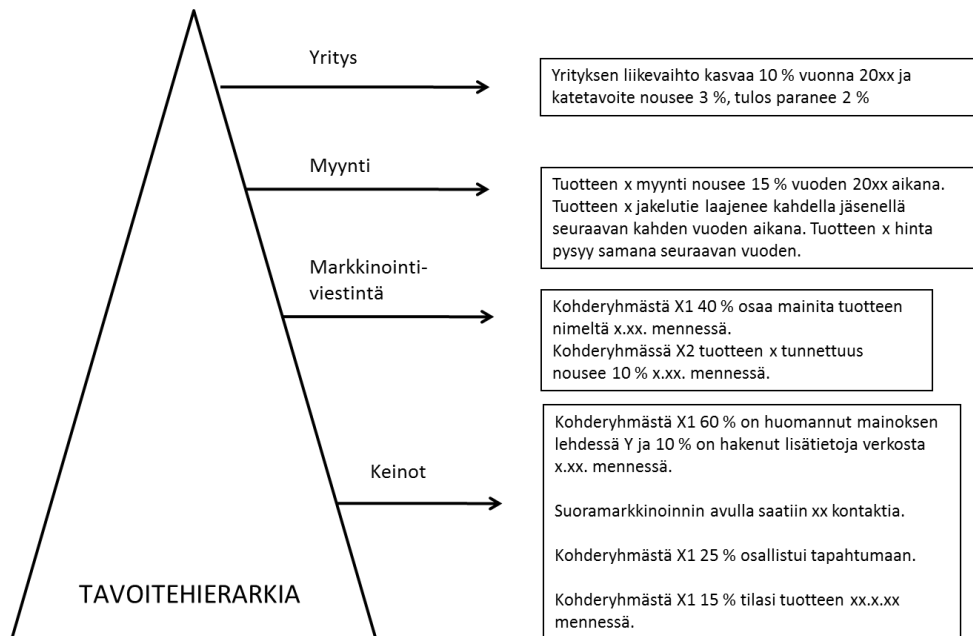 Yritys
Yrityksen liikevaihto kasvaa 10 % vuonna 20xx ja
katetavoite nousee 3 %, tulos paranee 2 %
Myynti
Tuotteen x myynti nousee 15 % vuoden 20xx aikana.
Tuotteen x jakelutie laajenee kahdella jäsenellä
seuraavan kahden vuoden aikana. Tuotteen x hinta
pysyy samana seuraavan vuoden.
Markkinointi-
viestintä
Kohderyhmästä X1 40 % osaa mainita tuotteen
nimeltä x.xx. mennessä.
Kohderyhmässä X2 tuotteen x tunnettuus
nousee 10 % x.xx. mennessä.
Keinot
Kohderyhmästä X1 60 % on huomannut mainoksen
lehdessä Y ja 10 % on hakenut lisätietoja verkosta
x.xx. mennessä.
Suoramarkkinoinnin avulla saatiin xx kontaktia.
Kohderyhmästä X1 25 % osallistui tapahtumaan.
Kohderyhmästä X1 15 % tilasi tuotteen xx.x.xx
mennessä.
TAVOITEHIERARKIA